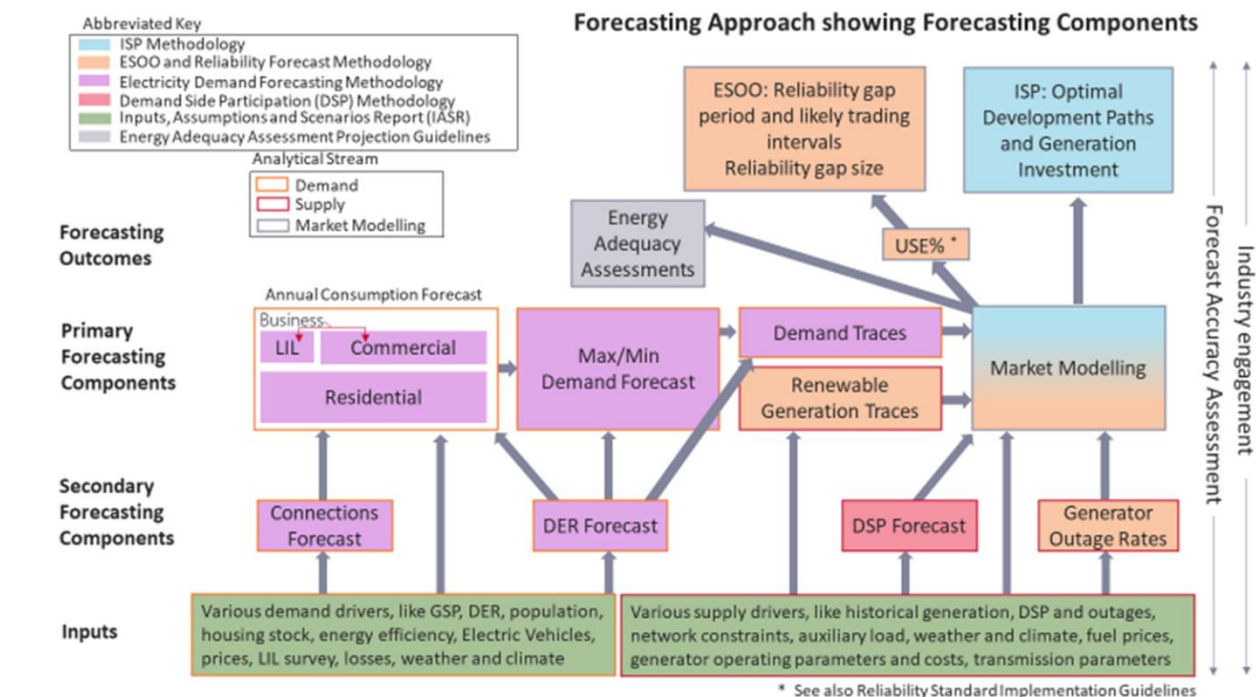 Forecasting Approach showing Forecasting Components
Abbreviated Key
ISP Methodology
ESOO and Reliability Forecast Methodology
Electricity Demand Forecasting Methodology
Demand Side Participation (DSP) Methodology
Inputs, Assumptions and Scenarios Report (IASR)
Energy Adequacy Assessment Projection Guidelines
Analytical Stream
Demand
Supply
Market Modelling
Forecasting
Outcomes
ESOO: Reliability gap
period and likely trading
intervals
Reliability gap size
ISP: Optimal
Development Paths
and Generation
Investment
Energy
Adequacy
Assessments
USE% *
Primary
Forecasting
Components
Annual Consumption Forecast
Business
LIL
Commercial
Residential
Max/Min
Demand Forecast
Demand Traces
Renewable
Generation Traces
Market Modelling
Secondary
Forecasting
Components
Connections
Forecast
DER Forecast
DSP Forecast
Generator
Outage Rates
Inputs
Various demand drivers, like GSP, DER, population,
housing stock, energy efficiency, Electric Vehicles,
prices, LIL survey, losses, weather and climate
Various supply drivers, like historical generation, DSP and outages,
network constraints, auxiliary load, weather and climate, fuel prices,
generator operating parameters and costs, transmission parameters
Forecast Accuracy Assessment
Industry engagement
* See also Reliability Standard Implementation Guidelines